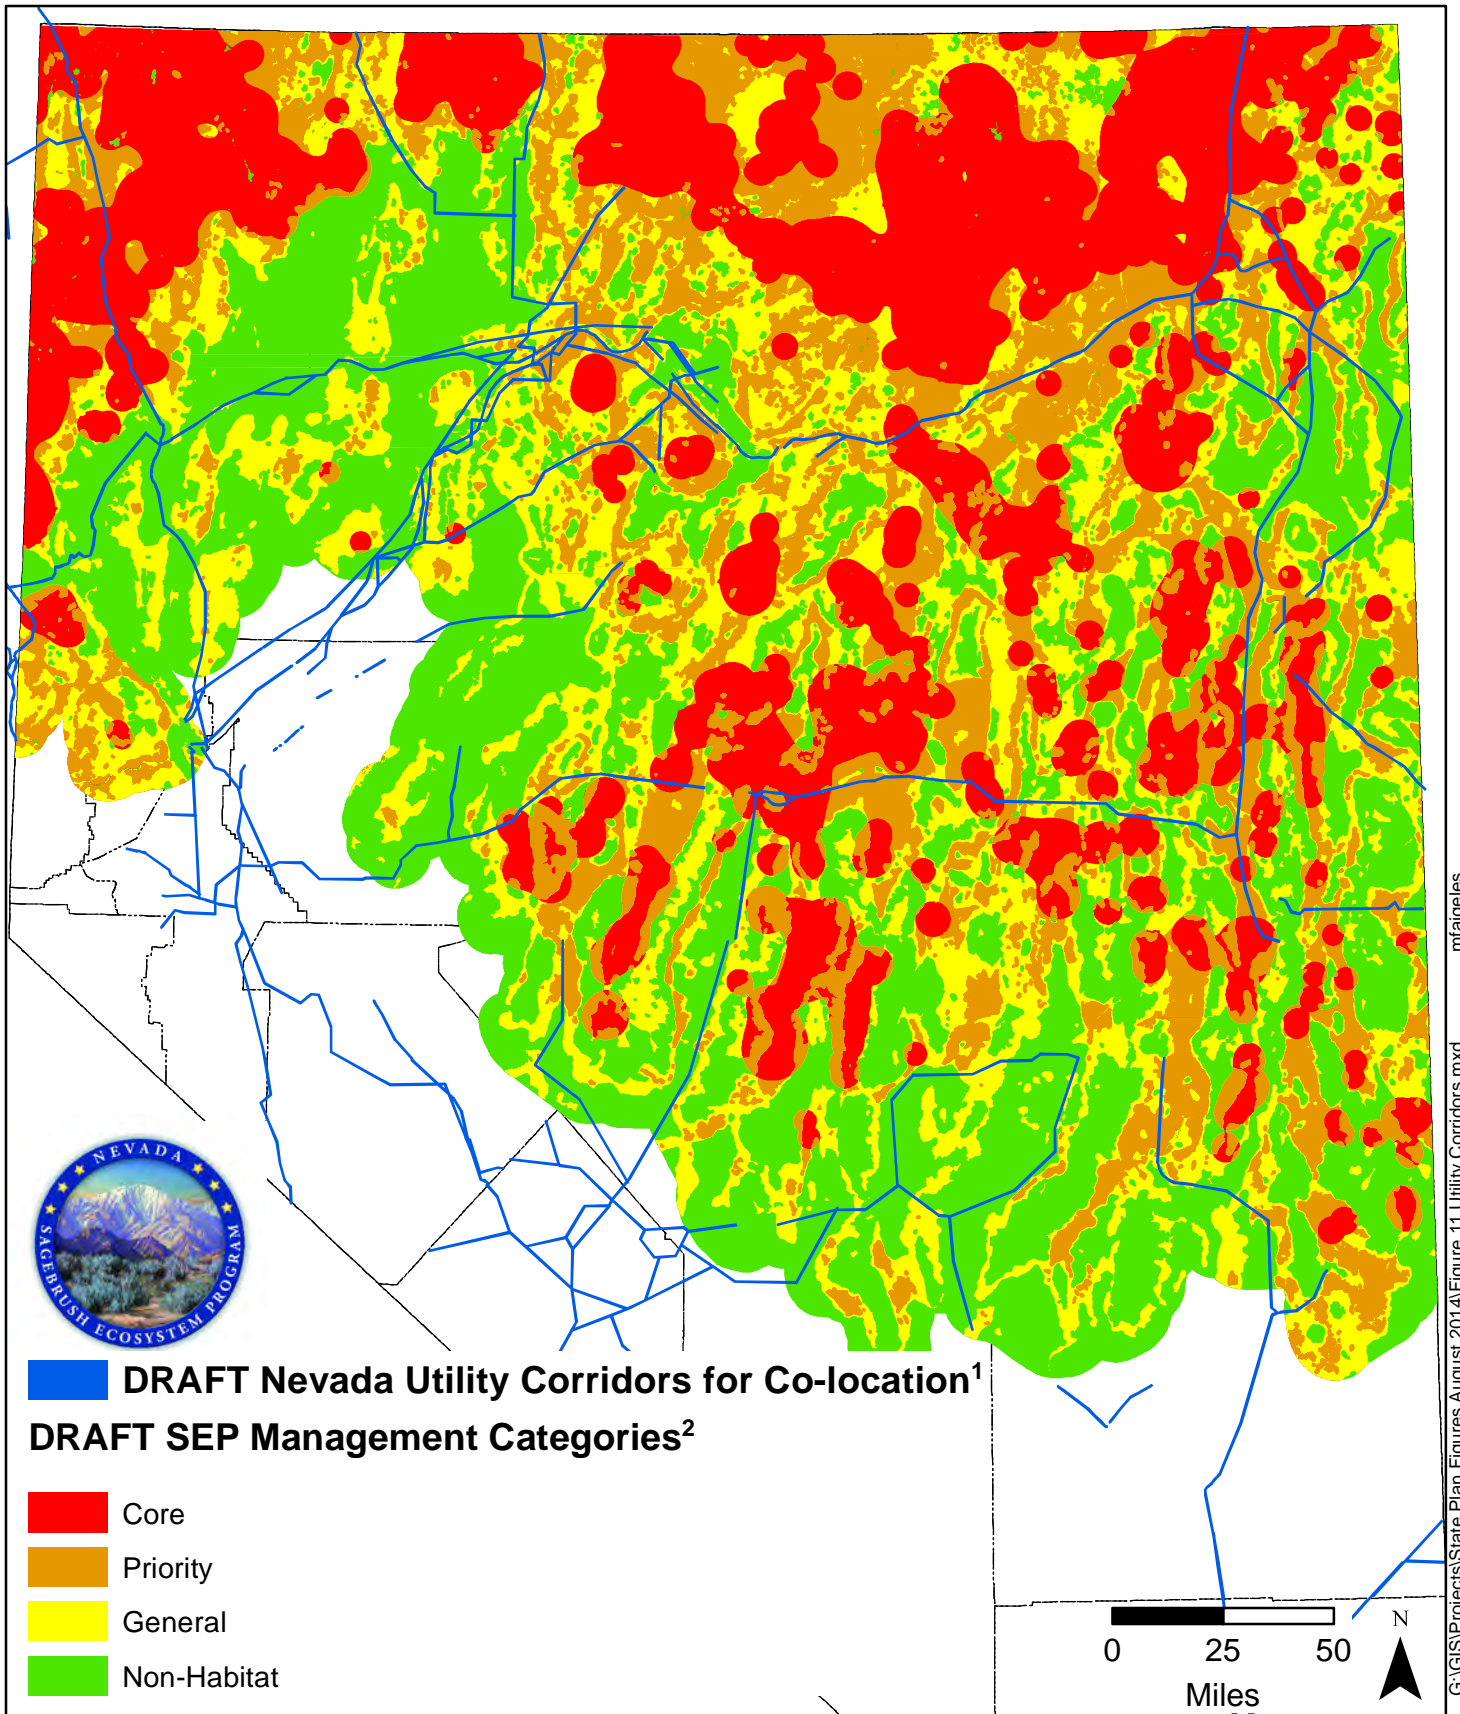 NEVADA
SAGEBRUSH ECOSYSTEM PROGRAM
DRAFT Nevada Utility Corridors for Co-location1
DRAFT SEP Management Categories2
Core
Priority
General
Non-Habitat
0 25 50
Miles
N
G:\GIS\Projects\State Plan Figures August 2014\Figure 11 Utility Corridors.mxd